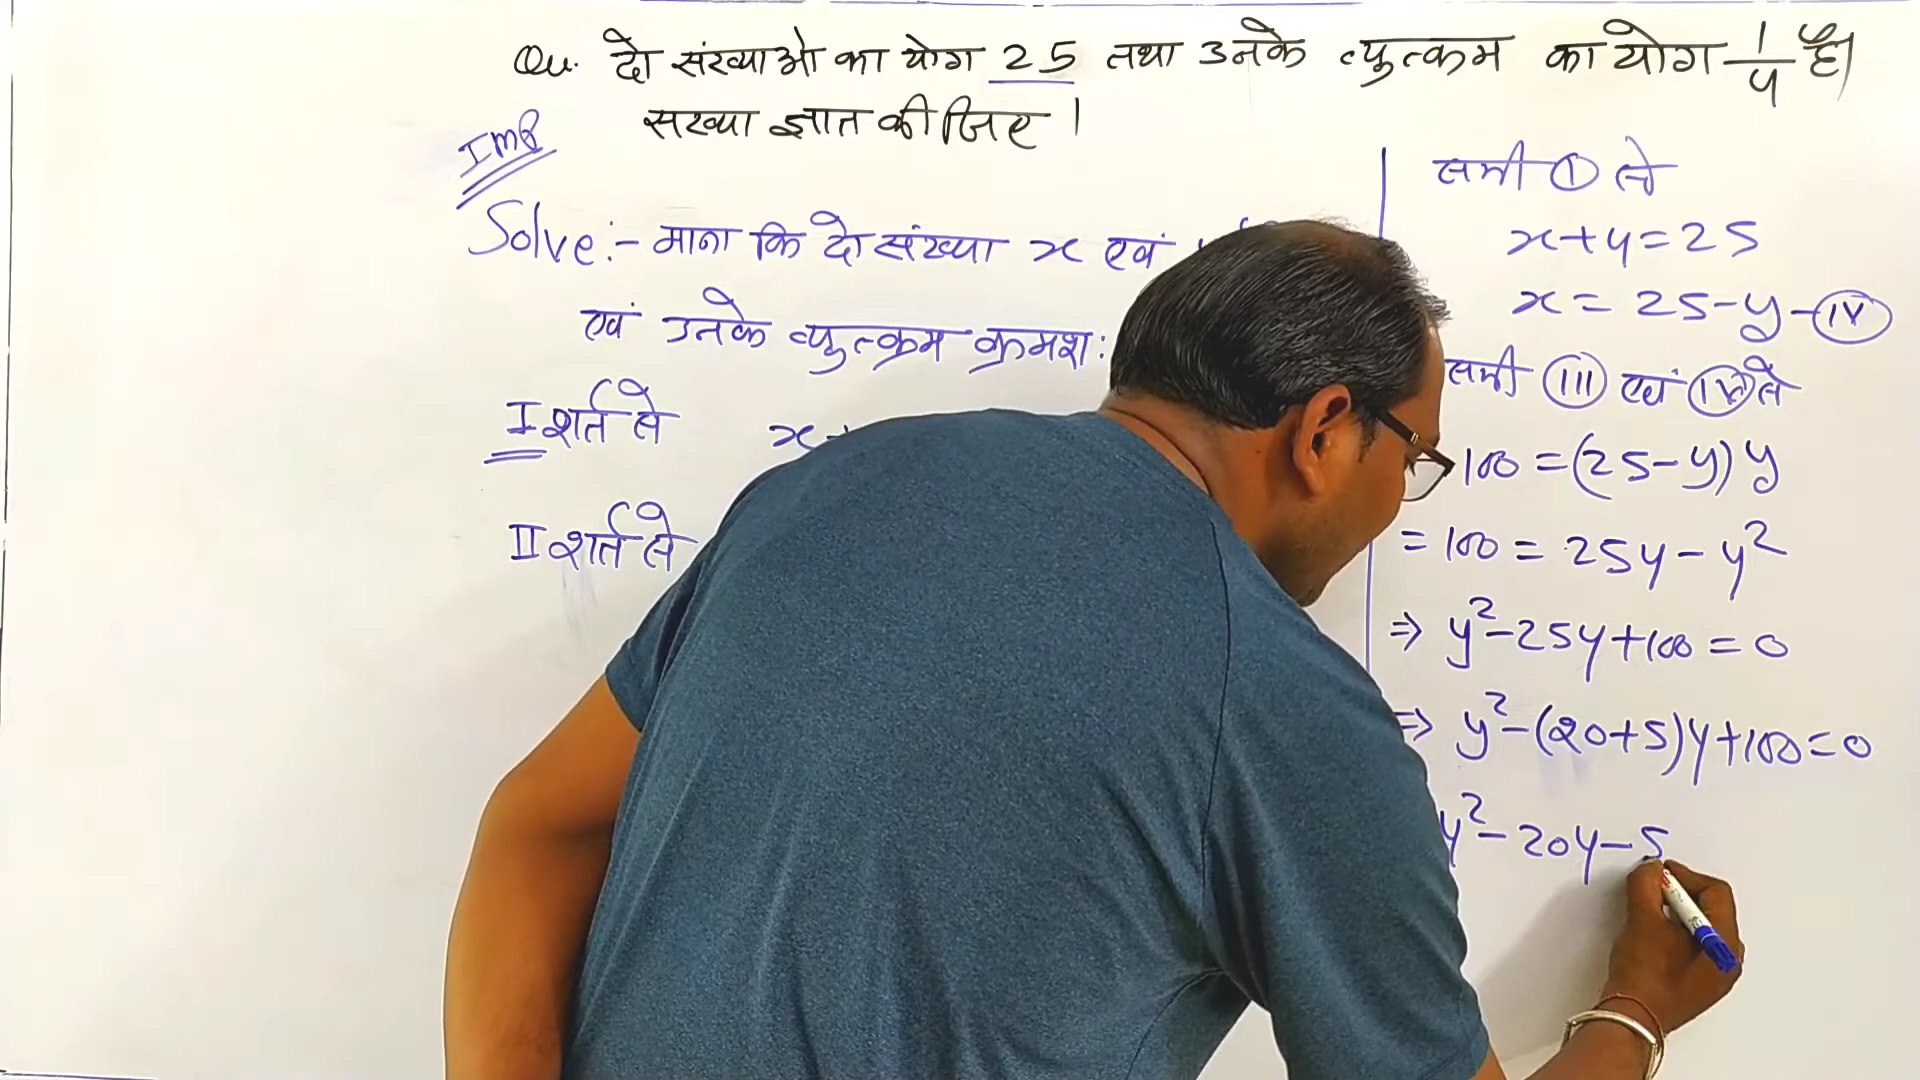 Qu. दो संख्याओ का योग 25 तथा उनके व्युत्क्रम का योग 1/4 है।
सख्या ज्ञात कीजिए।
IMP
Solve:- माना कि दो संख्या x एवं
एवं उनके व्युत्क्रम क्रमश:
I शर्त से x+
II शर्त से
समी ① से
x+y=25
x = 25-y-(IV)
समी (III) एवं (IV) से
100 =(25-y)y
= 100 = 25y - y²
⇒ y²-25y+100 = 0
⇒ y²-(20+5)y+100=0
y²-20y-5